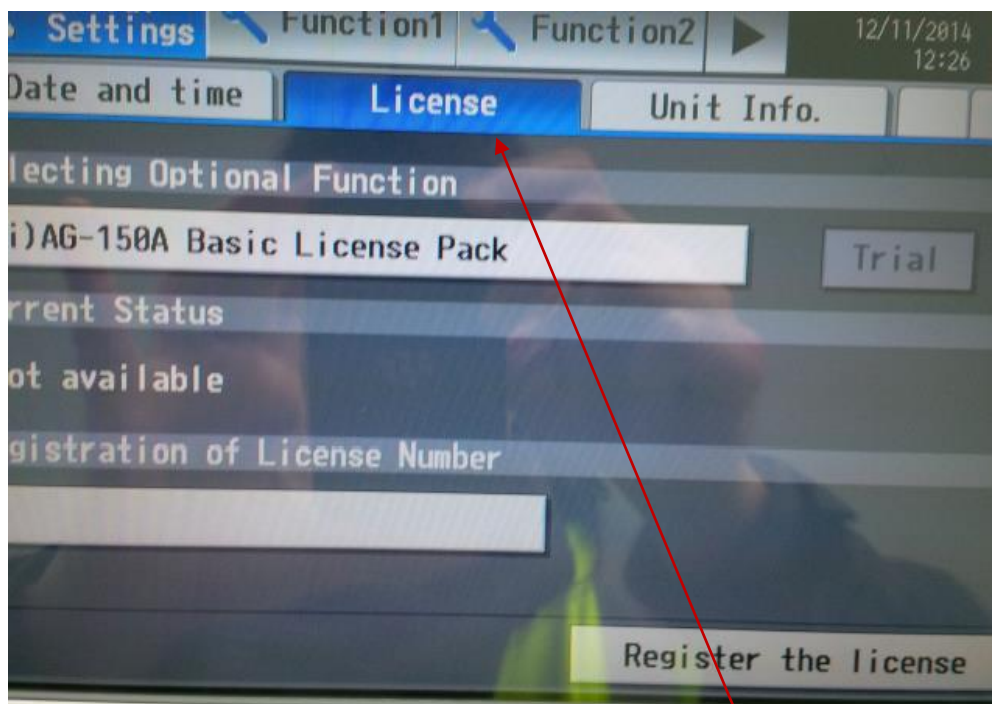 Settings Function1 Function2 12/11/2014
12:26
Date and time License Unit Info.
lecting Optional Function
i)AG-150A Basic License Pack Trial
rrent Status
ot available
gistration of License Number
Register the license